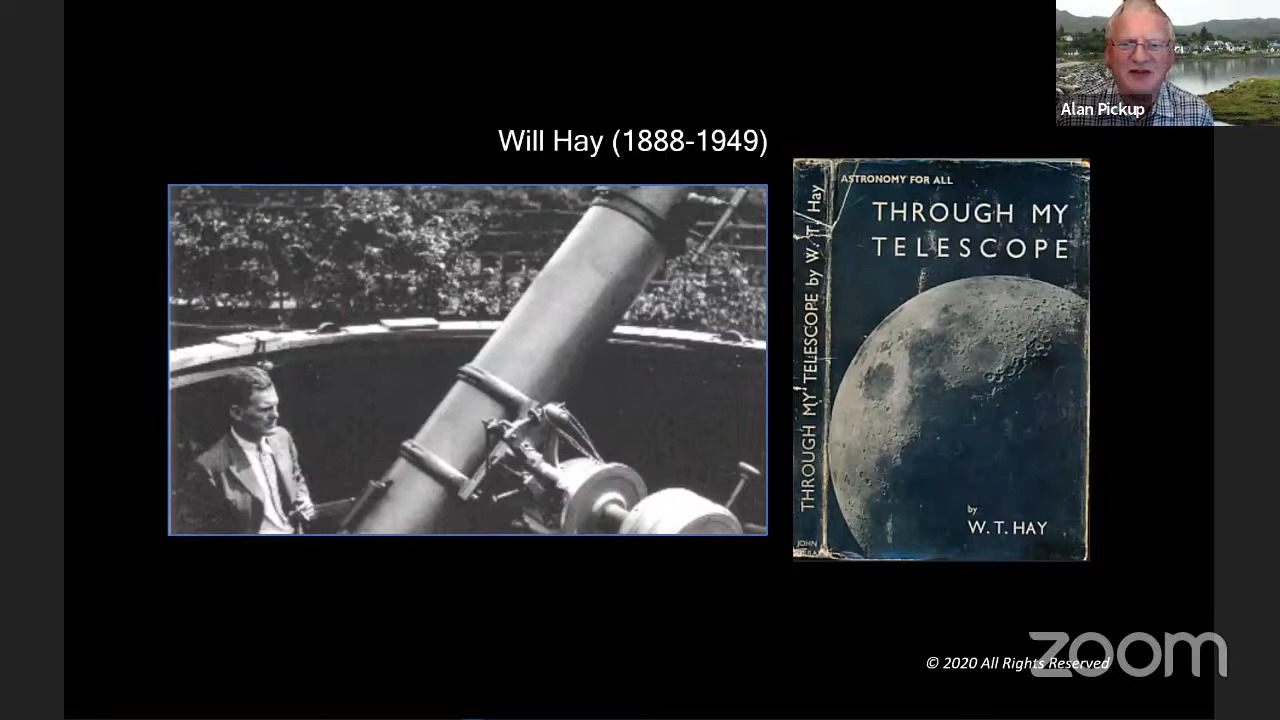 Alan Pickup
Will Hay (1888-1949)
ASTRONOMY FOR ALL
THROUGH MY
TELESCOPE
by
W. T. HAY
THROUGH MY TELESCOPE by W. T. Hay
JOHN
© 2020 All Rights Reserved
zoom